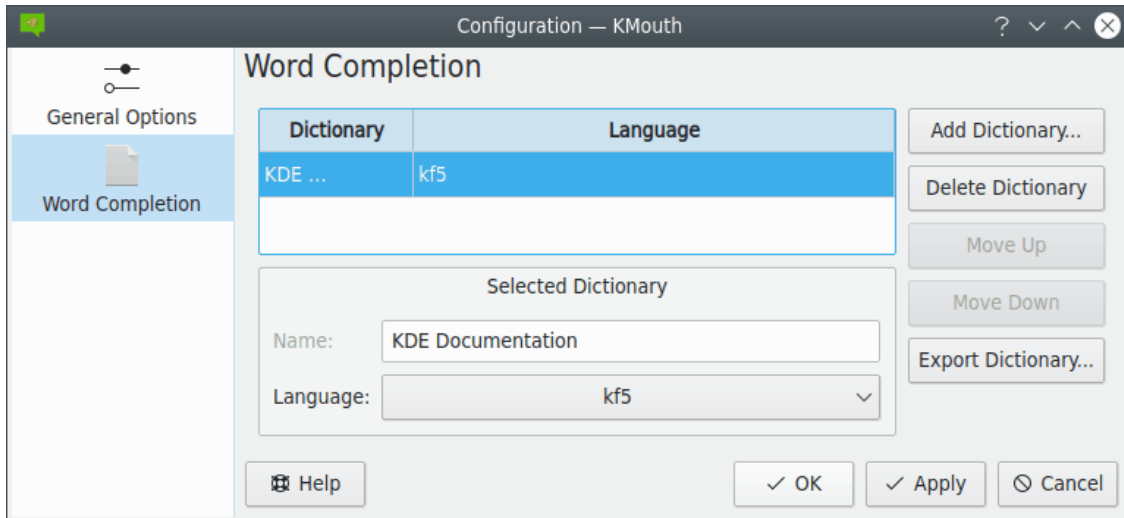 Configuration — KMouth
General Options
Word Completion
Word Completion
Dictionary Language
KDE ... kf5
Selected Dictionary
Name: KDE Documentation
Language: kf5
Add Dictionary...
Delete Dictionary
Move Up
Move Down
Export Dictionary...
Help OK Apply Cancel